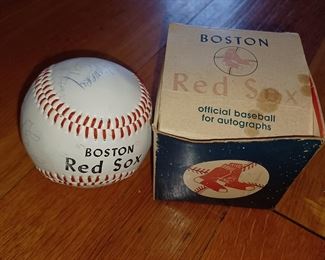 BOSTON
Red Sox
official baseball
for autographs
BOSTON
Red Sox